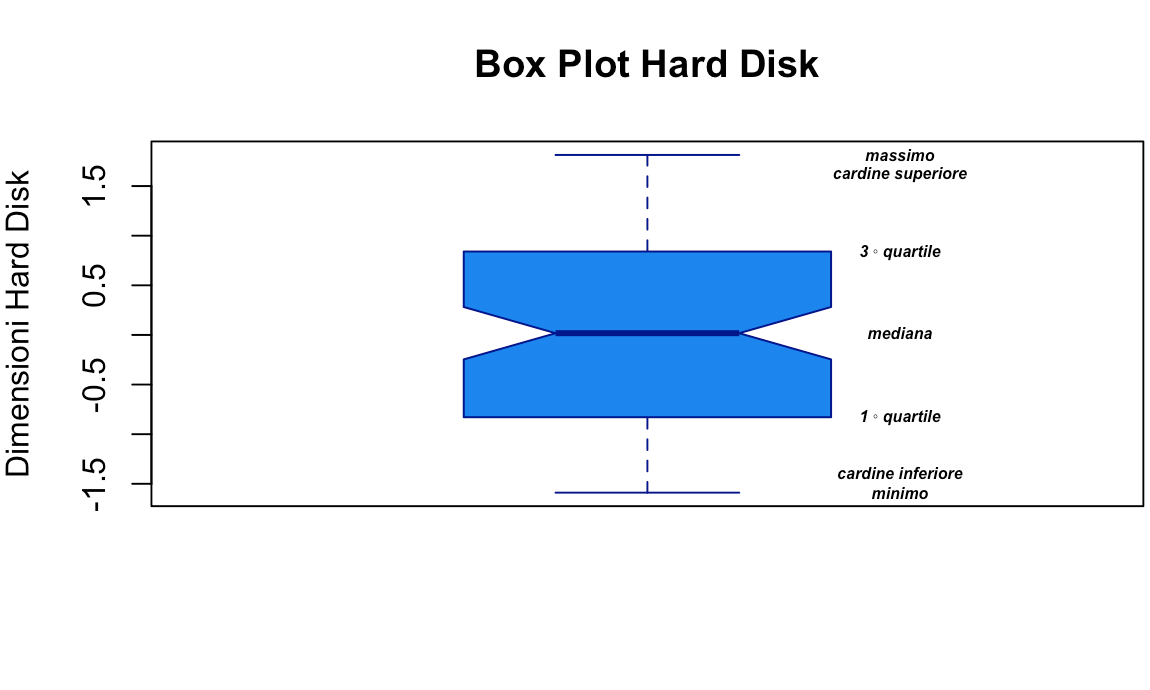 Box Plot Hard Disk
Dimensioni Hard Disk
1.5
0.5
-0.5
-1.5
massimo
cardine superiore
3 ◦ quartile
mediana
1 ◦ quartile
cardine inferiore
minimo